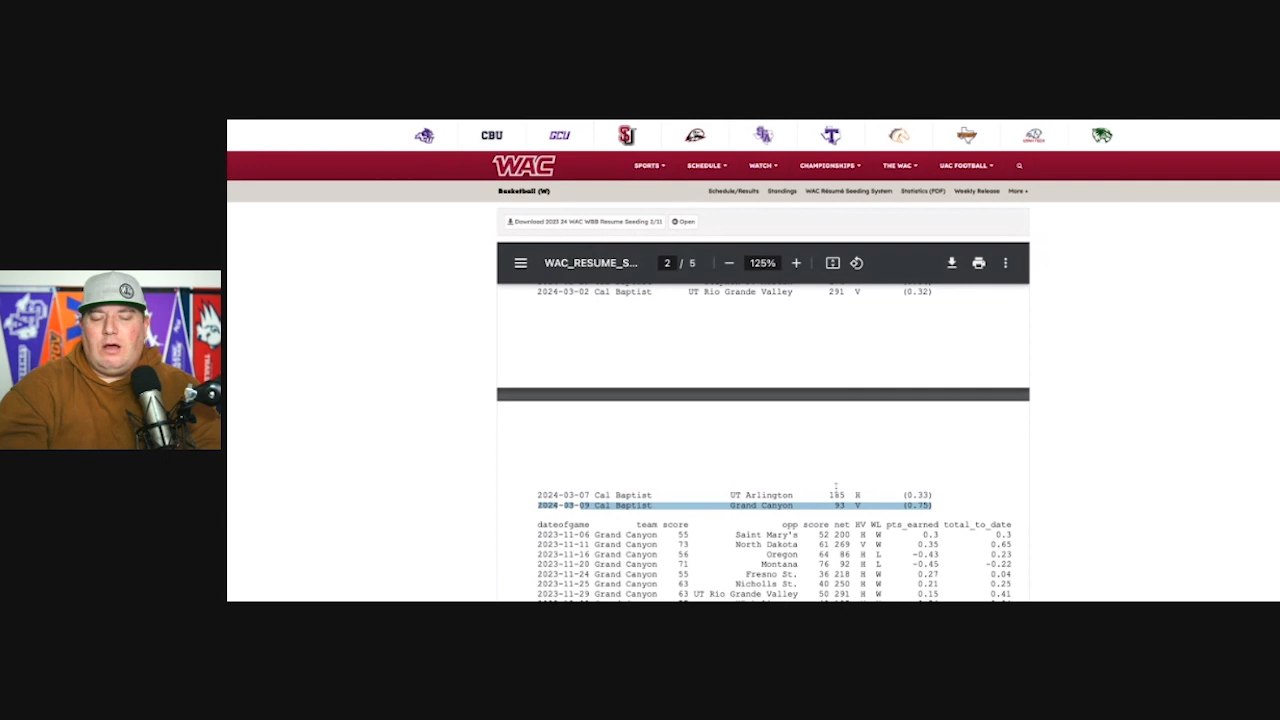 CBU GCU
WAC SPORTS SCHEDULE WATCH CHAMPIONSHIPS THE WAC UAC FOOTBALL
Basketball (W) Schedule/Results Standings WAC Résumé Seeding System Statistics (PDF) Weekly Release More +
Download 2023 24 WAC WBB Resume Seeding 2/11 Open
WAC_RESUME_S... 2 / 5 125%
2024-03-02 Cal Baptist UT Rio Grande Valley 291 V (0.32)
2024-03-07 Cal Baptist UT Arlington 185 H (0.33)
2024-03-09 Cal Baptist Grand Canyon 93 V (0.75)
dateofgame team score opp score net HV WL pts_earned total_to_date
2023-11-06 Grand Canyon 55 Saint Mary's 52 200 H W 0.3 0.3
2023-11-11 Grand Canyon 73 North Dakota 61 269 V W 0.35 0.65
2023-11-16 Grand Canyon 56 Oregon 64 86 H L -0.43 0.23
2023-11-20 Grand Canyon 71 Montana 76 92 H L -0.45 -0.22
2023-11-24 Grand Canyon 55 Fresno St. 36 218 H W 0.27 0.04
2023-11-25 Grand Canyon 63 Nicholls St. 40 250 H W 0.21 0.25
2023-11-29 Grand Canyon 63 UT Rio Grande Valley 50 291 H W 0.15 0.41